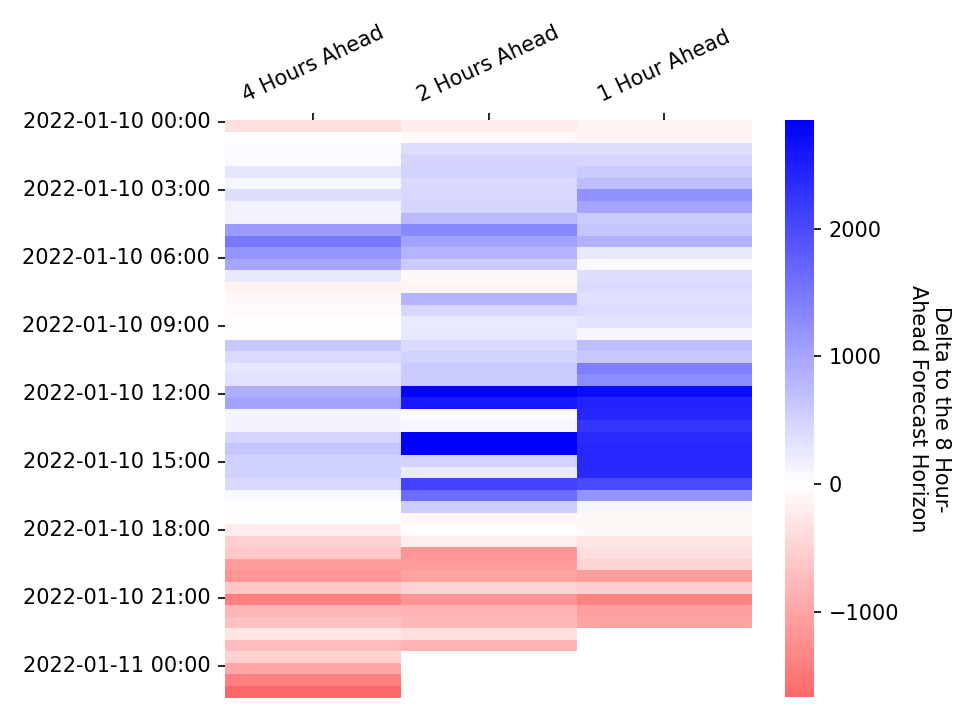 4 Hours Ahead
2 Hours Ahead
1 Hour Ahead
2022-01-10 00:00
2022-01-10 03:00
2022-01-10 06:00
2022-01-10 09:00
2022-01-10 12:00
2022-01-10 15:00
2022-01-10 18:00
2022-01-10 21:00
2022-01-11 00:00
2000
1000
0
−1000
Delta to the 8 Hour-
Ahead Forecast Horizon